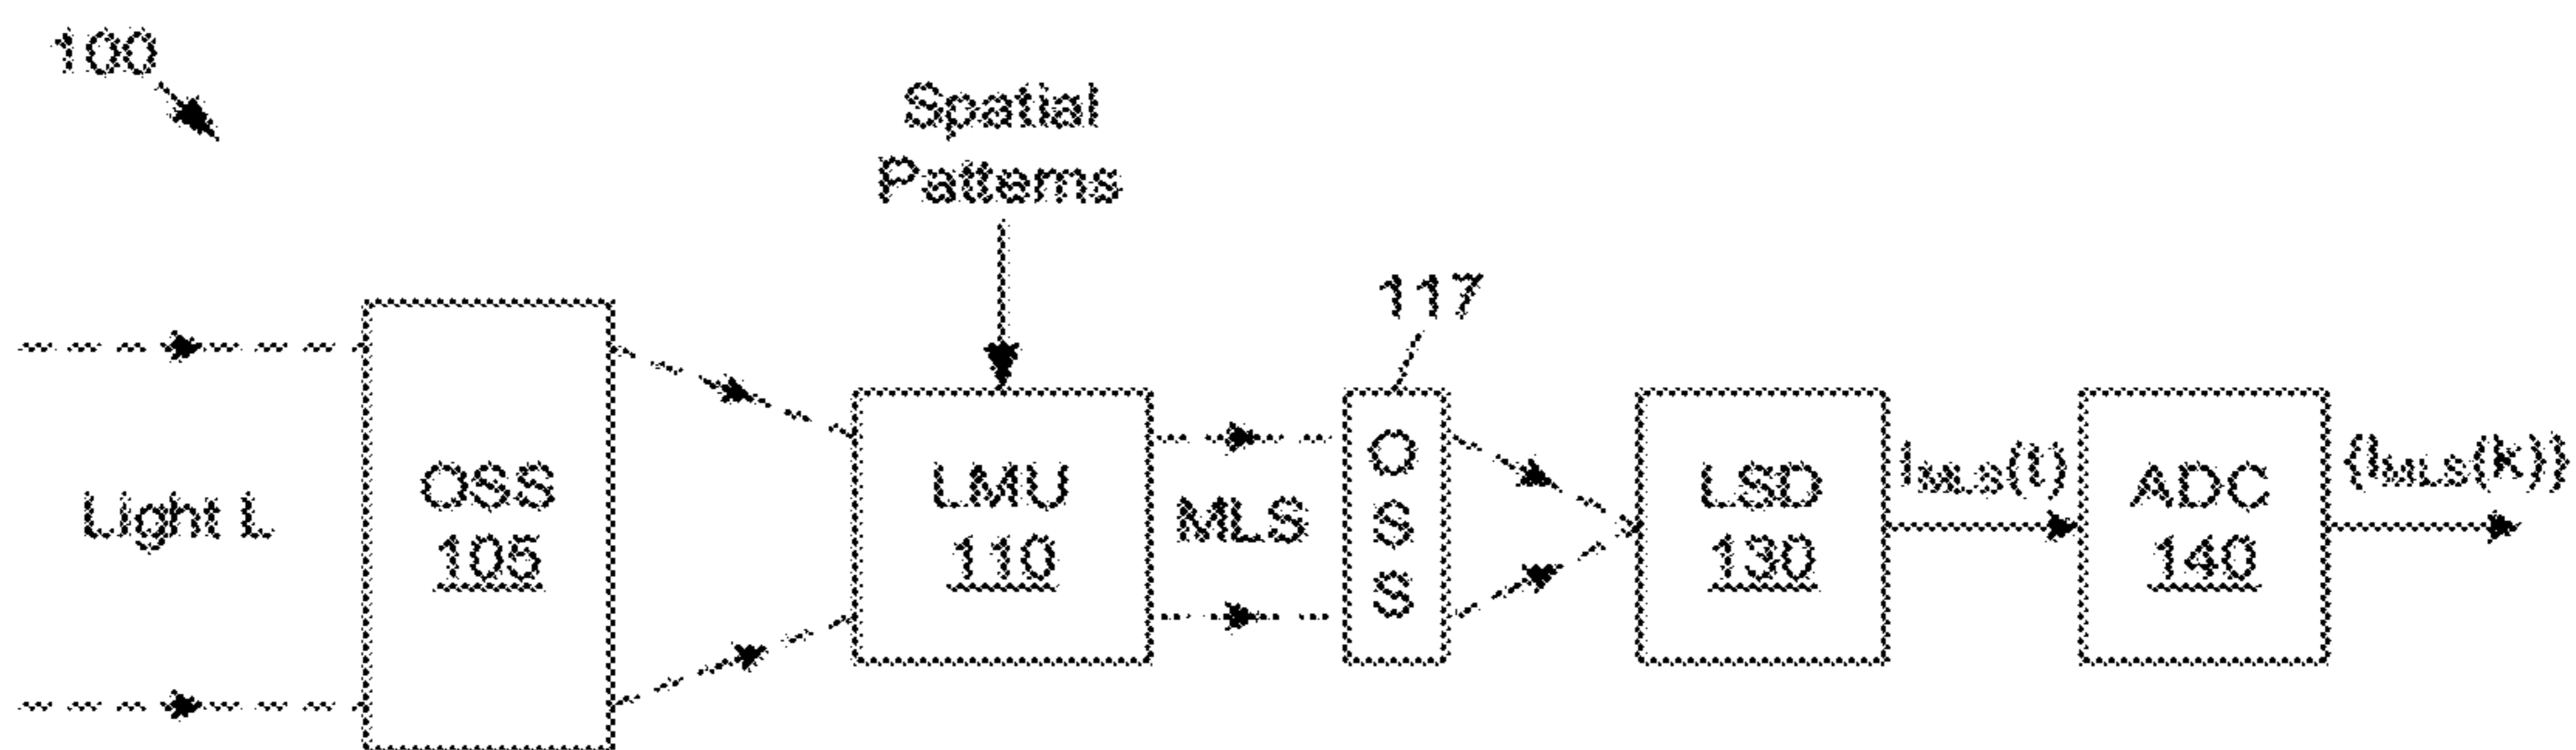 100
Spatial
Patterns
117
Light L
OSS
105
LMU
110
MLS
O
S
S
LSD
130
I_MLS(t)
ADC
140
{I_MLS(k)}